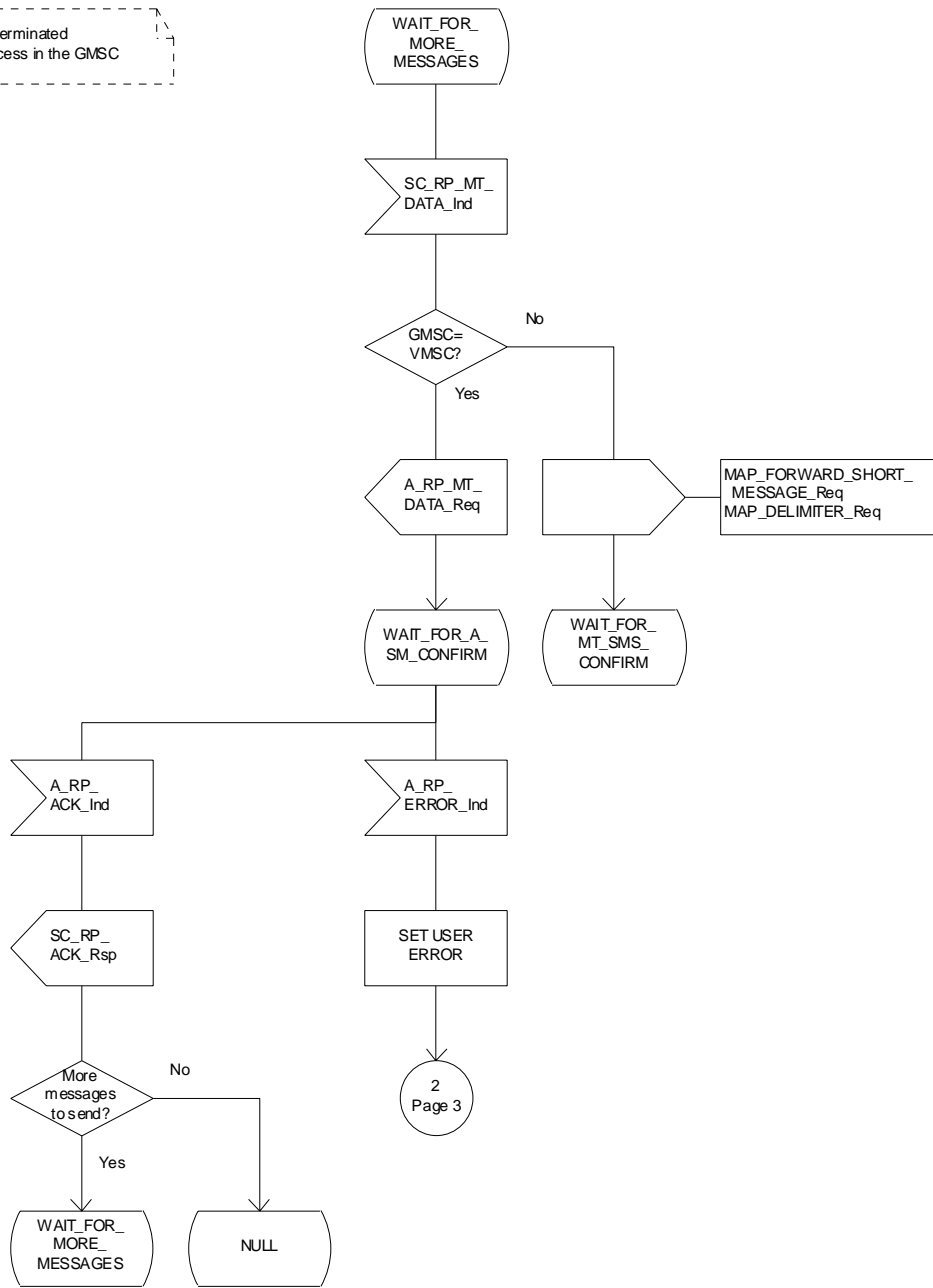 erminated
cess in the GMSC
WAIT_FOR_
MORE_
MESSAGES
SC_RP_MT_
DATA_Ind
No
GMSC=
VMSC?
Yes
A_RP_MT_
DATA_Req
MAP_FORWARD_SHORT_
MESSAGE_Req
MAP_DELIMITER_Req
WAIT_FOR_A_
SM_CONFIRM
WAIT_FOR_
MT_SMS_
CONFIRM
A_RP_
ACK_Ind
A_RP_
ERROR_Ind
SC_RP_
ACK_Rsp
SET USER
ERROR
More
messages
to send?
No
Yes
2
Page 3
WAIT_FOR_
MORE_
MESSAGES
NULL